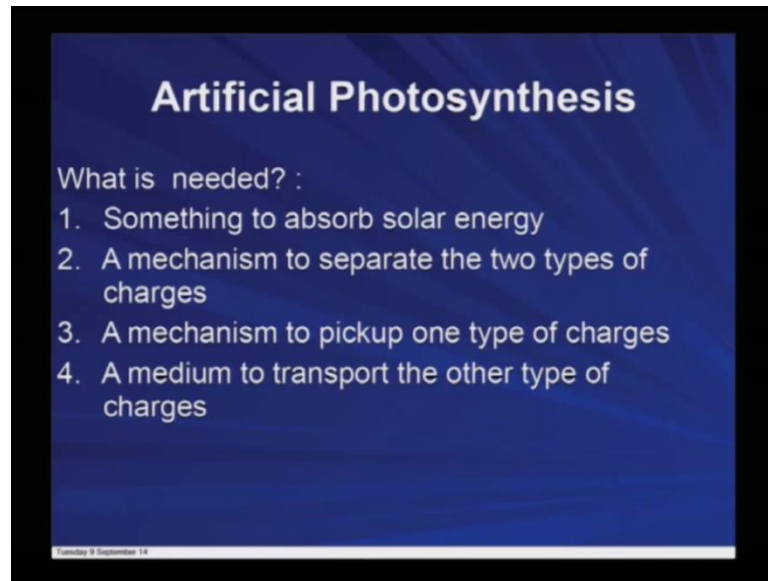 Artificial Photosynthesis
What is  needed? :
1. Something to absorb solar energy
2. A mechanism to separate the two types of
charges
3. A mechanism to pickup one type of charges
4. A medium to transport the other type of
charges
Tuesday 9 September 14